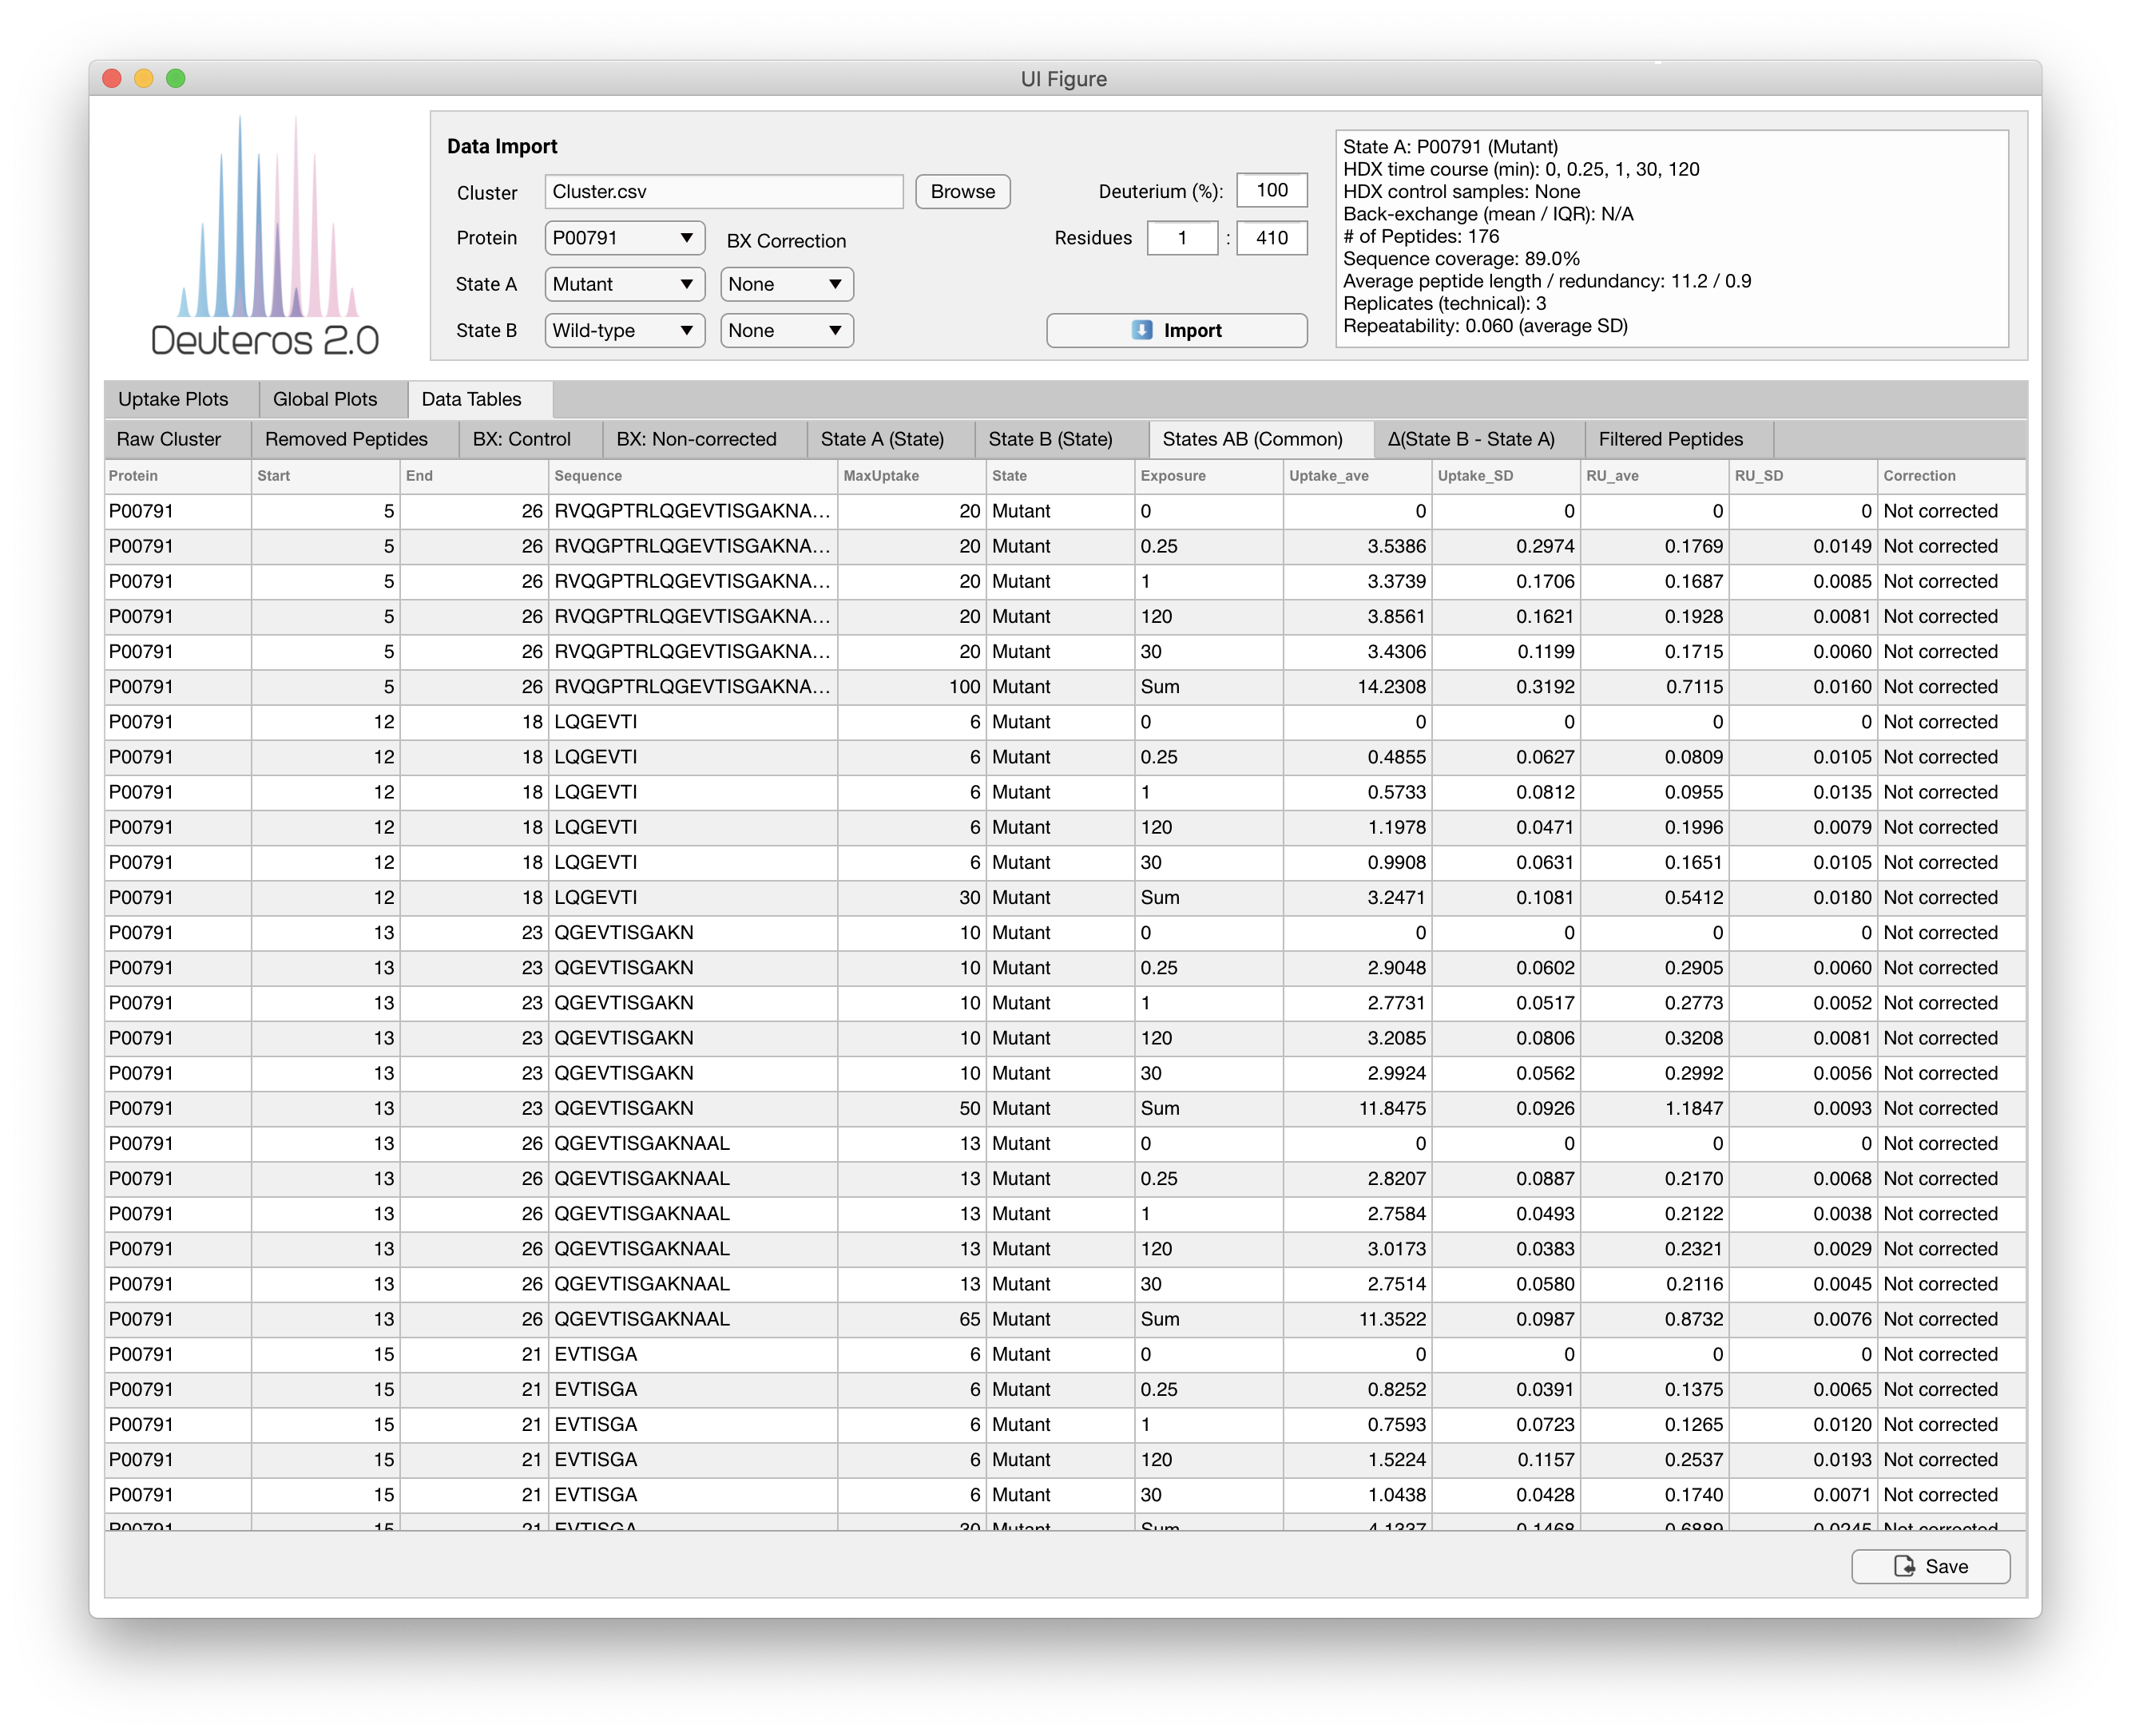 UI Figure
Deuteros 2.0
Data Import
Cluster Cluster.csv Browse Deuterium (%): 100
Protein P00791 BX Correction Residues 1 : 410
State A Mutant None
State B Wild-type None Import
State A: P00791 (Mutant)
HDX time course (min): 0, 0.25, 1, 30, 120
HDX control samples: None
Back-exchange (mean / IQR): N/A
# of Peptides: 176
Sequence coverage: 89.0%
Average peptide length / redundancy: 11.2 / 0.9
Replicates (technical): 3
Repeatability: 0.060 (average SD)
Uptake Plots Global Plots Data Tables
Raw Cluster Removed Peptides BX: Control BX: Non-corrected State A (State) State B (State) States AB (Common) Δ(State B - State A) Filtered Peptides
Protein Start End Sequence MaxUptake State Exposure Uptake_ave Uptake_SD RU_ave RU_SD Correction
P00791 5 26 RVQGPTRLQGEVTISGAKNA... 20 Mutant 0 0 0 0 0 Not corrected
P00791 5 26 RVQGPTRLQGEVTISGAKNA... 20 Mutant 0.25 3.5386 0.2974 0.1769 0.0149 Not corrected
P00791 5 26 RVQGPTRLQGEVTISGAKNA... 20 Mutant 1 3.3739 0.1706 0.1687 0.0085 Not corrected
P00791 5 26 RVQGPTRLQGEVTISGAKNA... 20 Mutant 120 3.8561 0.1621 0.1928 0.0081 Not corrected
P00791 5 26 RVQGPTRLQGEVTISGAKNA... 20 Mutant 30 3.4306 0.1199 0.1715 0.0060 Not corrected
P00791 5 26 RVQGPTRLQGEVTISGAKNA... 100 Mutant Sum 14.2308 0.3192 0.7115 0.0160 Not corrected
P00791 12 18 LQGEVTI 6 Mutant 0 0 0 0 0 Not corrected
P00791 12 18 LQGEVTI 6 Mutant 0.25 0.4855 0.0627 0.0809 0.0105 Not corrected
P00791 12 18 LQGEVTI 6 Mutant 1 0.5733 0.0812 0.0955 0.0135 Not corrected
P00791 12 18 LQGEVTI 6 Mutant 120 1.1978 0.0471 0.1996 0.0079 Not corrected
P00791 12 18 LQGEVTI 6 Mutant 30 0.9908 0.0631 0.1651 0.0105 Not corrected
P00791 12 18 LQGEVTI 30 Mutant Sum 3.2471 0.1081 0.5412 0.0180 Not corrected
P00791 13 23 QGEVTISGAKN 10 Mutant 0 0 0 0 0 Not corrected
P00791 13 23 QGEVTISGAKN 10 Mutant 0.25 2.9048 0.0602 0.2905 0.0060 Not corrected
P00791 13 23 QGEVTISGAKN 10 Mutant 1 2.7731 0.0517 0.2773 0.0052 Not corrected
P00791 13 23 QGEVTISGAKN 10 Mutant 120 3.2085 0.0806 0.3208 0.0081 Not corrected
P00791 13 23 QGEVTISGAKN 10 Mutant 30 2.9924 0.0562 0.2992 0.0056 Not corrected
P00791 13 23 QGEVTISGAKN 50 Mutant Sum 11.8475 0.0926 1.1847 0.0093 Not corrected
P00791 13 26 QGEVTISGAKNAAL 13 Mutant 0 0 0 0 0 Not corrected
P00791 13 26 QGEVTISGAKNAAL 13 Mutant 0.25 2.8207 0.0887 0.2170 0.0068 Not corrected
P00791 13 26 QGEVTISGAKNAAL 13 Mutant 1 2.7584 0.0493 0.2122 0.0038 Not corrected
P00791 13 26 QGEVTISGAKNAAL 13 Mutant 120 3.0173 0.0383 0.2321 0.0029 Not corrected
P00791 13 26 QGEVTISGAKNAAL 13 Mutant 30 2.7514 0.0580 0.2116 0.0045 Not corrected
P00791 13 26 QGEVTISGAKNAAL 65 Mutant Sum 11.3522 0.0987 0.8732 0.0076 Not corrected
P00791 15 21 EVTISGA 6 Mutant 0 0 0 0 0 Not corrected
P00791 15 21 EVTISGA 6 Mutant 0.25 0.8252 0.0391 0.1375 0.0065 Not corrected
P00791 15 21 EVTISGA 6 Mutant 1 0.7593 0.0723 0.1265 0.0120 Not corrected
P00791 15 21 EVTISGA 6 Mutant 120 1.5224 0.1157 0.2537 0.0193 Not corrected
P00791 15 21 EVTISGA 6 Mutant 30 1.0438 0.0428 0.1740 0.0071 Not corrected
P00791 15 21 EVTISGA 30 Mutant Sum Not corrected
Save